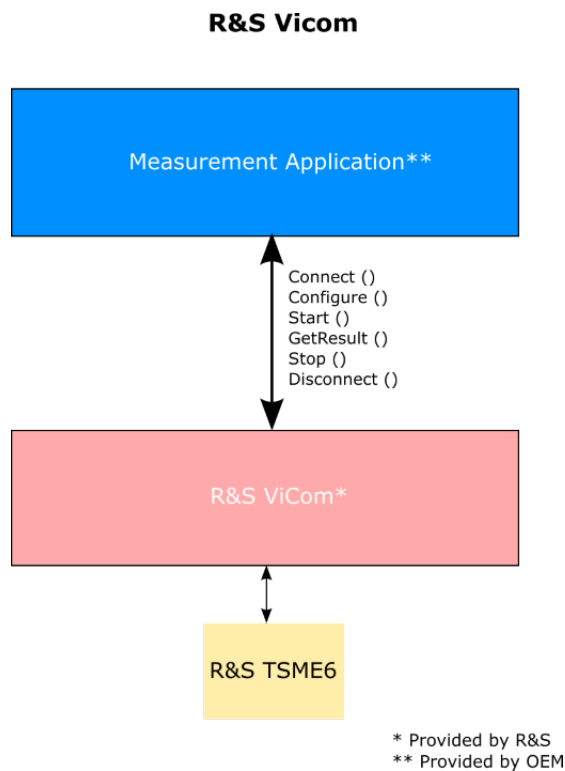 R&S Vicom
Measurement Application**
Connect ()
Configure ()
Start ()
GetResult ()
Stop ()
Disconnect ()
R&S ViCom*
R&S TSME6
* Provided by R&S
** Provided by OEM